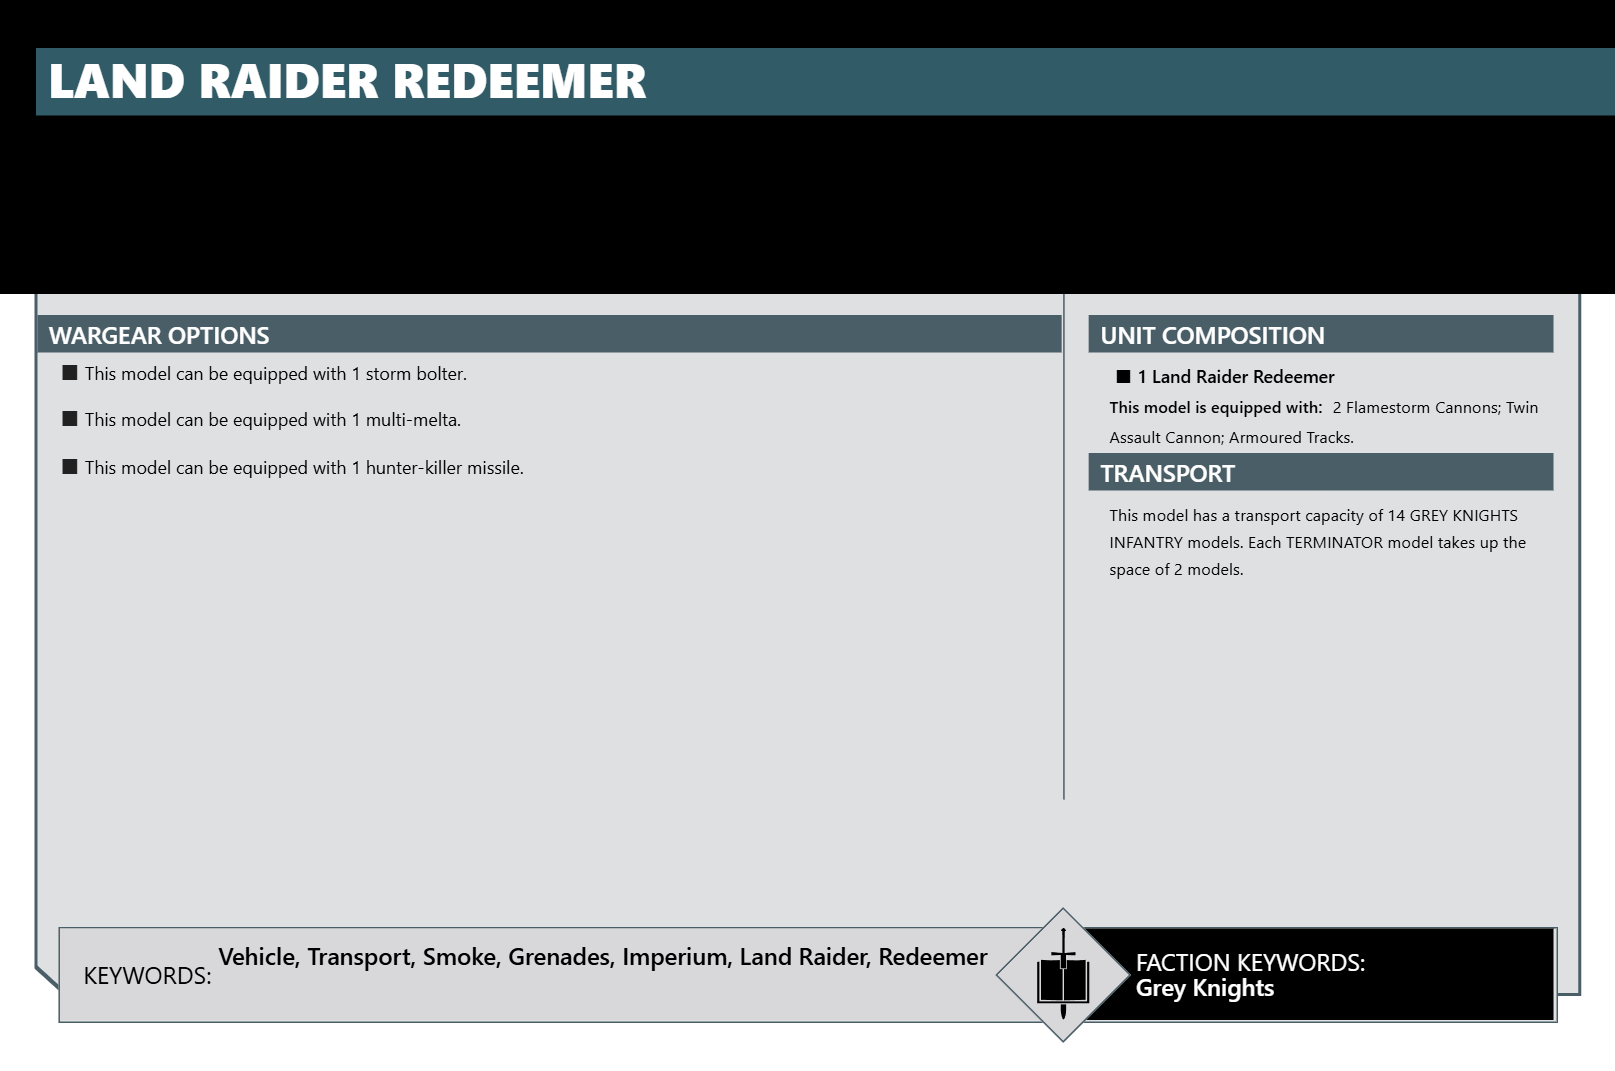 LAND RAIDER REDEEMER
WARGEAR OPTIONS
■ This model can be equipped with 1 storm bolter.
■ This model can be equipped with 1 multi-melta.
■ This model can be equipped with 1 hunter-killer missile.
UNIT COMPOSITION
■ 1 Land Raider Redeemer
This model is equipped with: 2 Flamestorm Cannons; Twin
Assault Cannon; Armoured Tracks.
TRANSPORT
This model has a transport capacity of 14 GREY KNIGHTS
INFANTRY models. Each TERMINATOR model takes up the
space of 2 models.
KEYWORDS: Vehicle, Transport, Smoke, Grenades, Imperium, Land Raider, Redeemer
FACTION KEYWORDS:
Grey Knights